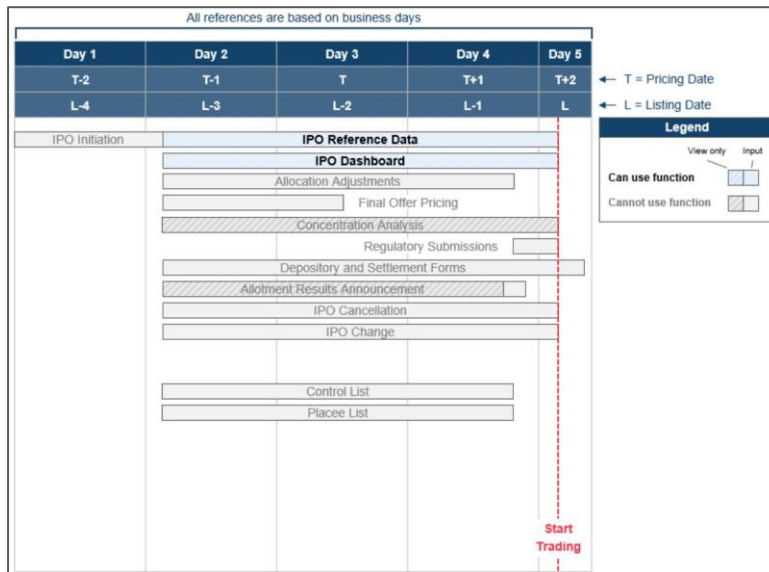 All references are based on business days
Day 1 Day 2 Day 3 Day 4 Day 5
T-2 T-1 T T+1 T+2 T = Pricing Date
L-4 L-3 L-2 L-1 L L = Listing Date
Legend
View only Input
Can use function
Cannot use function
IPO Initiation IPO Reference Data
IPO Dashboard
Allocation Adjustments
Final Offer Pricing
Concentration Analysis
Regulatory Submissions
Depository and Settlement Forms
Allotment Results Announcement
IPO Cancellation
IPO Change
Control List
Placee List
Start
Trading